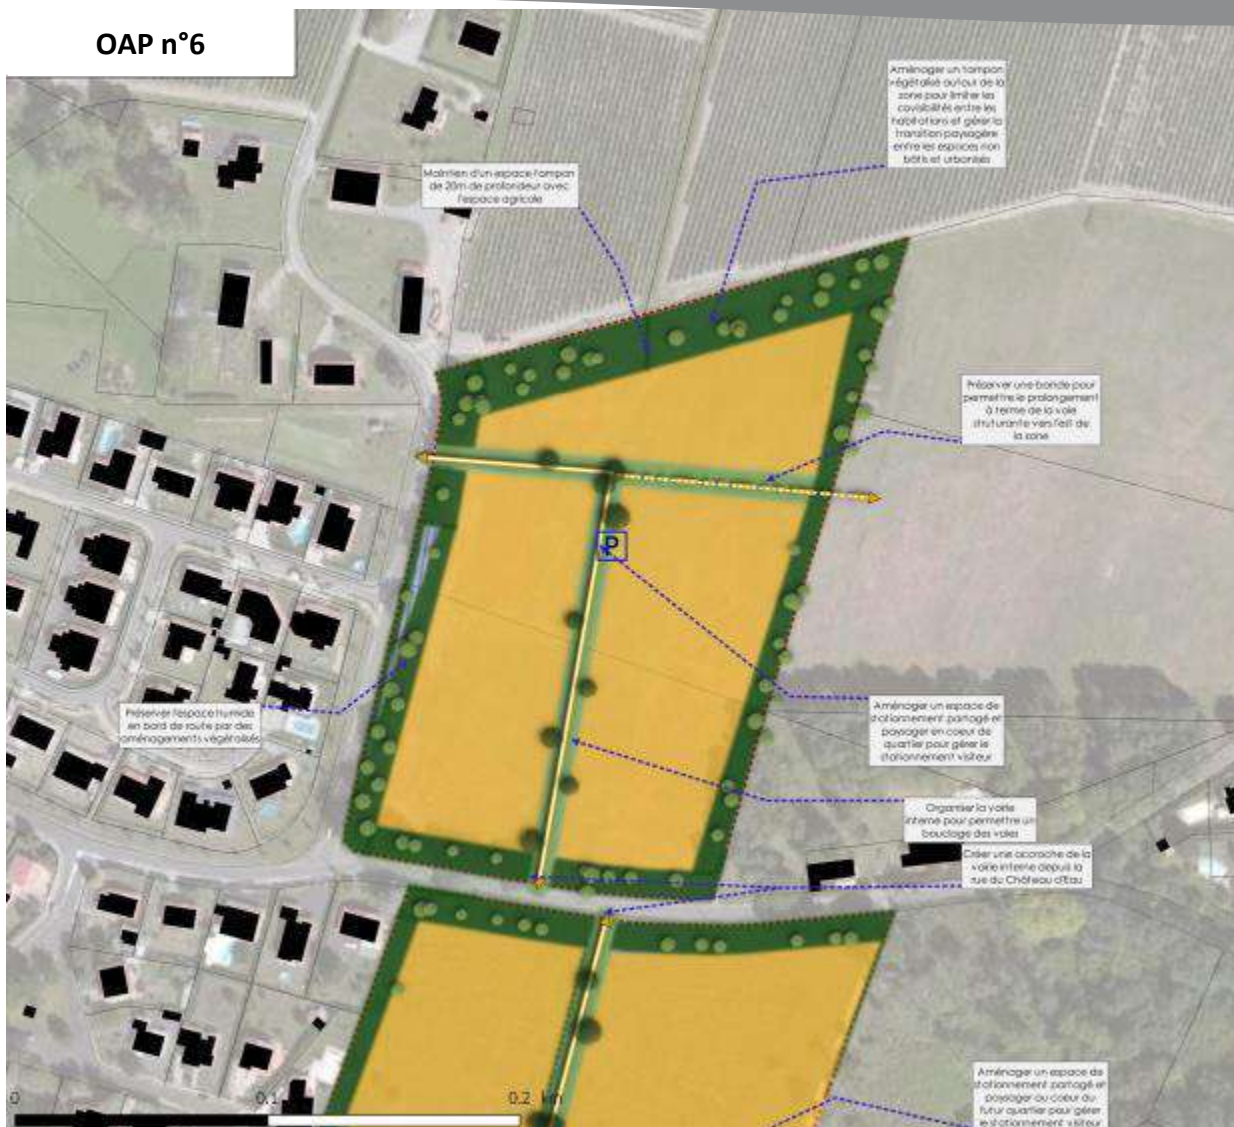 OAP n°6
Aménager un tampon
végétalisé autour de la
zone pour limiter les
covisibilités entre les
habitations et gérer la
transition paysagère
entre les espaces non
bâtis et urbanisés
Maintien d'un espace tampon
de 20m de profondeur avec
l'espace agricole
Préserver une bande pour
permettre le prolongement
à terme de la voie
struturante vers l'est de
la zone
P
Préserver l'espace humide
en bord de route par des
aménagements végétalisés
Aménager un espace de
stationnement partagé et
paysager en coeur de
quartier pour gérer le
stationnement visiteur
Organiser la voirie
interne pour permettre un
bouclage des voies
Créer une accroche de la
voirie interne depuis la
rue du Château d'Eau
Aménager un espace de
stationnement partagé et
paysager au coeur du
futur quartier pour gérer
le stationnement visiteur
0 0.1 0.2 km